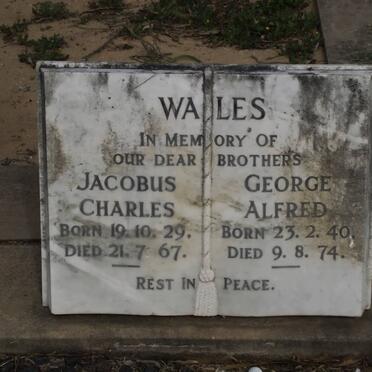 WALES
IN MEMORY OF
OUR DEAR BROTHERS
JACOBUS
CHARLES
BORN 19. 10. 29.
DIED 21. 7 67.
GEORGE
ALFRED
BORN 23. 2. 40.
DIED 9. 8. 74.
REST IN PEACE.